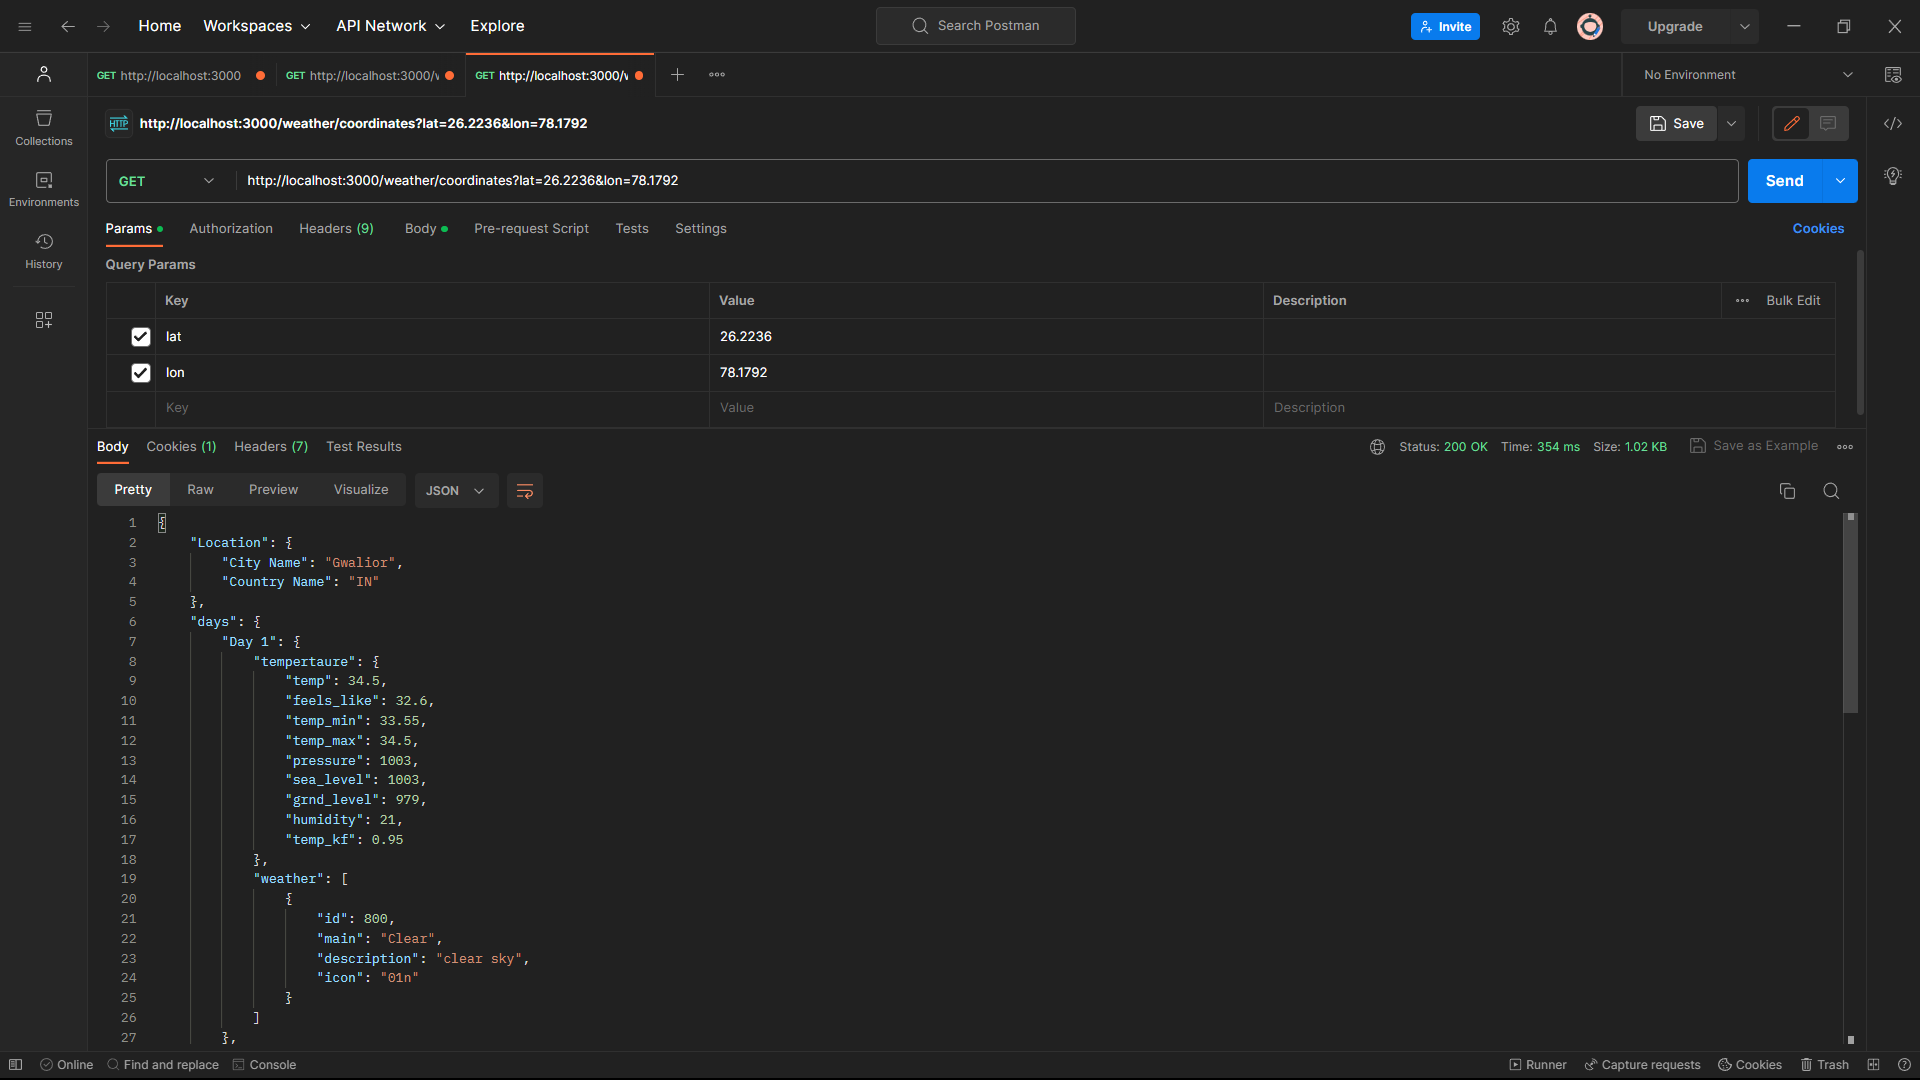 Home Workspaces API Network Explore Search Postman Invite Upgrade
GET http://localhost:3000 GET http://localhost:3000/ GET http://localhost:3000/ No Environment
HTTP http://localhost:3000/weather/coordinates?lat=26.2236&lon=78.1792 Save
Collections
GET http://localhost:3000/weather/coordinates?lat=26.2236&lon=78.1792 Send
Environments
Params Authorization Headers (9) Body Pre-request Script Tests Settings Cookies
History
Query Params
Key Value Description Bulk Edit
lat 26.2236
lon 78.1792
Key Value Description
Body Cookies (1) Headers (7) Test Results Status: 200 OK Time: 354 ms Size: 1.02 KB Save as Example
Pretty Raw Preview Visualize JSON
1 {
2 "Location": {
3 "City Name": "Gwalior",
4 "Country Name": "IN"
5 },
6 "days": {
7 "Day 1": {
8 "tempertaure": {
9 "temp": 34.5,
10 "feels_like": 32.6,
11 "temp_min": 33.55,
12 "temp_max": 34.5,
13 "pressure": 1003,
14 "sea_level": 1003,
15 "grnd_level": 979,
16 "humidity": 21,
17 "temp_kf": 0.95
18 },
19 "weather": [
20 {
21 "id": 800,
22 "main": "Clear",
23 "description": "clear sky",
24 "icon": "01n"
25 }
26 ]
27 },
Online Find and replace Console Runner Capture requests Cookies Trash